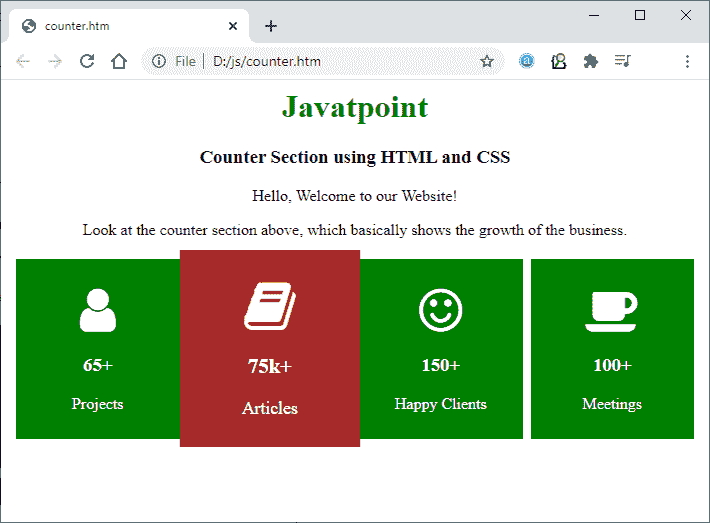 counter.htm
File | D:/js/counter.htm
Javatpoint
Counter Section using HTML and CSS
Hello, Welcome to our Website!
Look at the counter section above, which basically shows the growth of the business.
65+
Projects
75k+
Articles
150+
Happy Clients
100+
Meetings